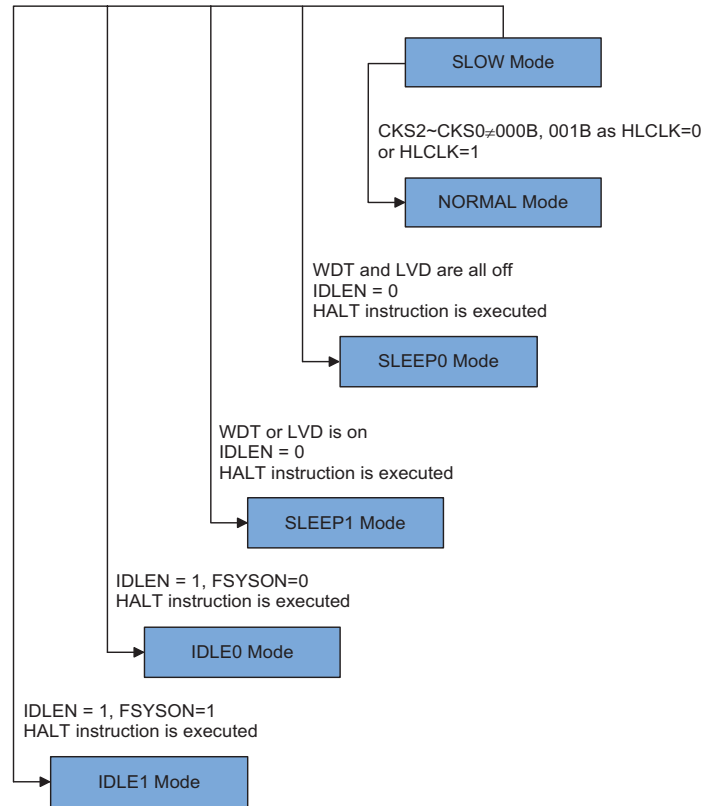 SLOW Mode
CKS2~CKS0≠000B, 001B as HLCLK=0
or HLCLK=1
NORMAL Mode
WDT and LVD are all off
IDLEN = 0
HALT instruction is executed
SLEEP0 Mode
WDT or LVD is on
IDLEN = 0
HALT instruction is executed
SLEEP1 Mode
IDLEN = 1, FSYSON=0
HALT instruction is executed
IDLE0 Mode
IDLEN = 1, FSYSON=1
HALT instruction is executed
IDLE1 Mode